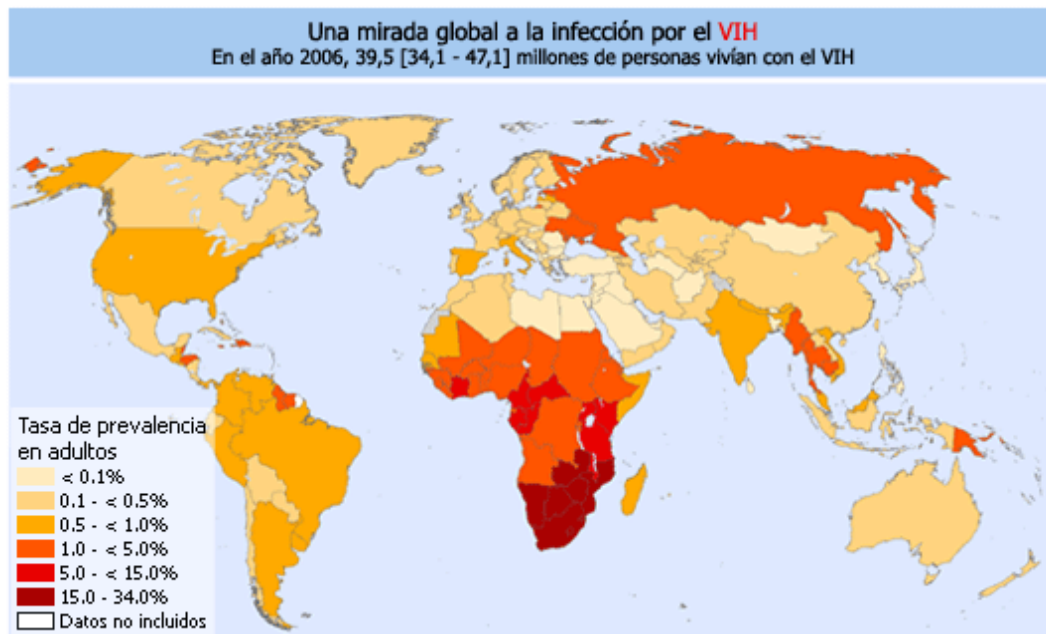 Una mirada global a la infección por el VIH
En el año 2006, 39,5 [34,1 - 47,1] millones de personas vivían con el VIH
Tasa de prevalencia
en adultos
< 0.1%
0.1 - < 0.5%
0.5 - < 1.0%
1.0 - < 5.0%
5.0 - < 15.0%
15.0 - 34.0%
Datos no incluidos